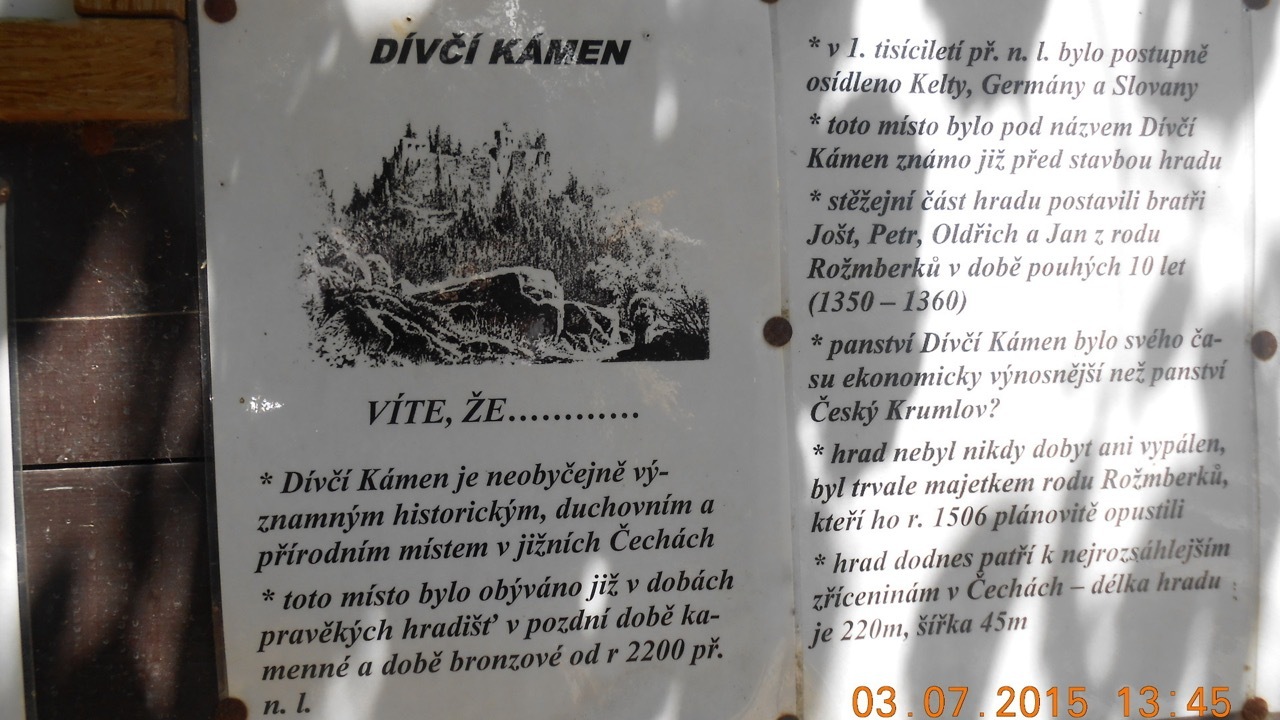 DÍVČÍ KÁMEN
VÍTE, ŽE............
* Dívčí Kámen je neobyčejně vý-
znamným historickým, duchovním a
přírodním místem v jižních Čechách
* toto místo bylo obýváno již v dobách
pravěkých hradišť v pozdní době ka-
menné a době bronzové od r 2200 př.
n. l.
* v 1. tisíciletí př. n. l. bylo postupně
osídleno Kelty, Germány a Slovany
* toto místo bylo pod názvem Dívčí
Kámen známo již před stavbou hradu
* stěžejní část hradu postavili bratři
Jošt, Petr, Oldřich a Jan z rodu
Rožmberků v době pouhých 10 let
(1350 – 1360)
* panství Dívčí Kámen bylo svého ča-
su ekonomicky výnosnější než panství
Český Krumlov?
* hrad nebyl nikdy dobyt ani vypálen,
byl trvale majetkem rodu Rožmberků,
kteří ho r. 1506 plánovitě opustili
* hrad dodnes patří k nejrozsáhlejším
zříceninám v Čechách – délka hradu
je 220m, šířka 45m
03.07.2015 13:45